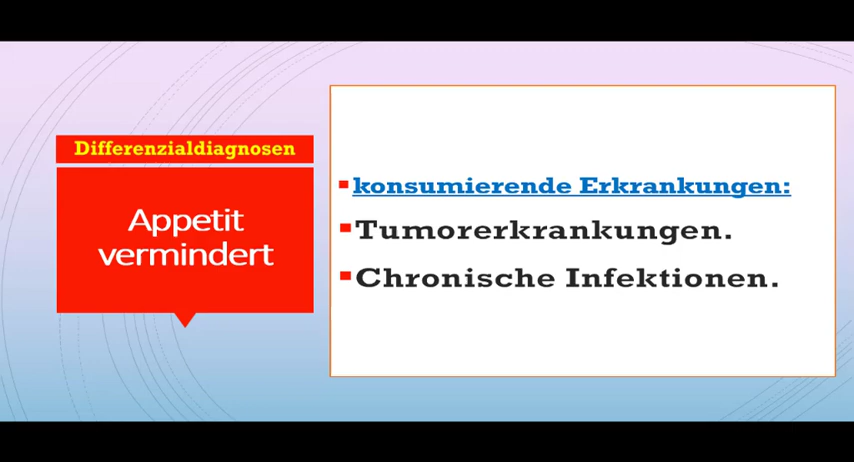 Differenzialdiagnosen
Appetit
vermindert
konsumierende Erkrankungen:
Tumorerkrankungen.
Chronische Infektionen.